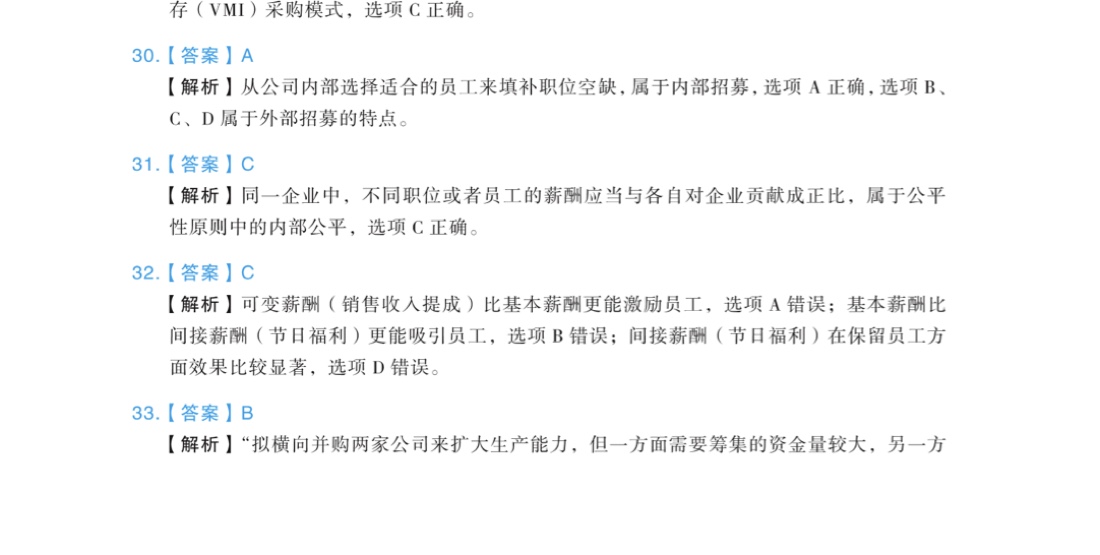 存（VMI）采购模式，选项 C 正确。
30.【答案】A
【解析】从公司内部选择适合的员工来填补职位空缺，属于内部招募，选项 A 正确，选项 B、
C、D 属于外部招募的特点。
31.【答案】C
【解析】同一企业中，不同职位或者员工的薪酬应当与各自对企业贡献成正比，属于公平
性原则中的内部公平，选项 C 正确。
32.【答案】C
【解析】可变薪酬（销售收入提成）比基本薪酬更能激励员工，选项 A 错误；基本薪酬比
间接薪酬（节日福利）更能吸引员工，选项 B 错误；间接薪酬（节日福利）在保留员工方
面效果比较显著，选项 D 错误。
33.【答案】B
【解析】“拟横向并购两家公司来扩大生产能力，但一方面需要筹集的资金量较大，另一方